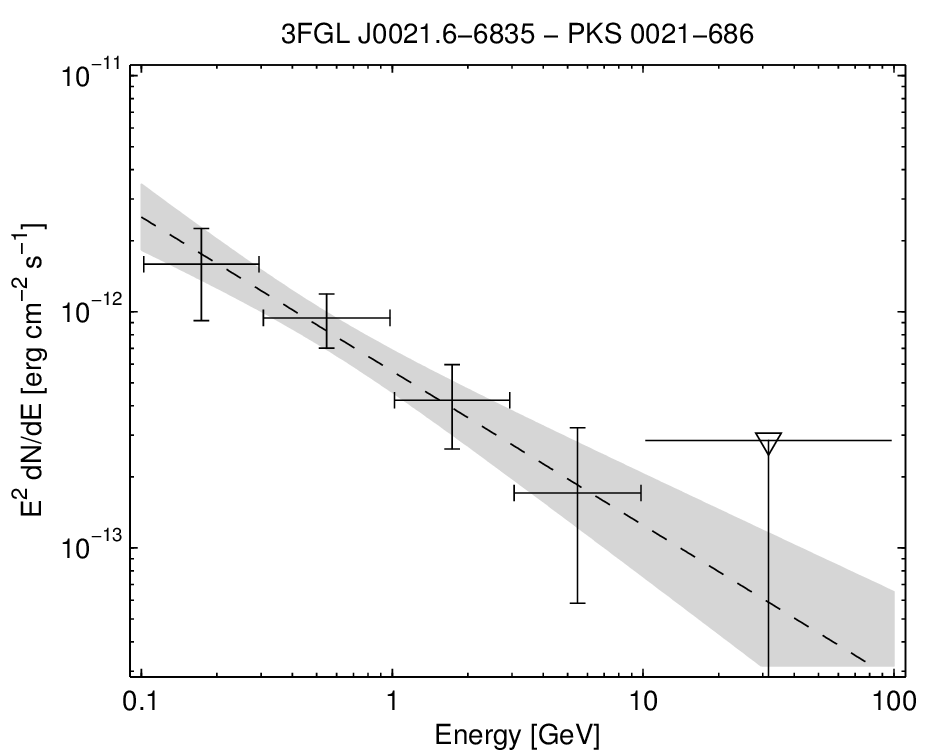 3FGL J0021.6−6835 − PKS 0021−686
10⁻¹¹
10⁻¹²
10⁻¹³
E² dN/dE [erg cm⁻² s⁻¹]
0.1 1 10 100
Energy [GeV]